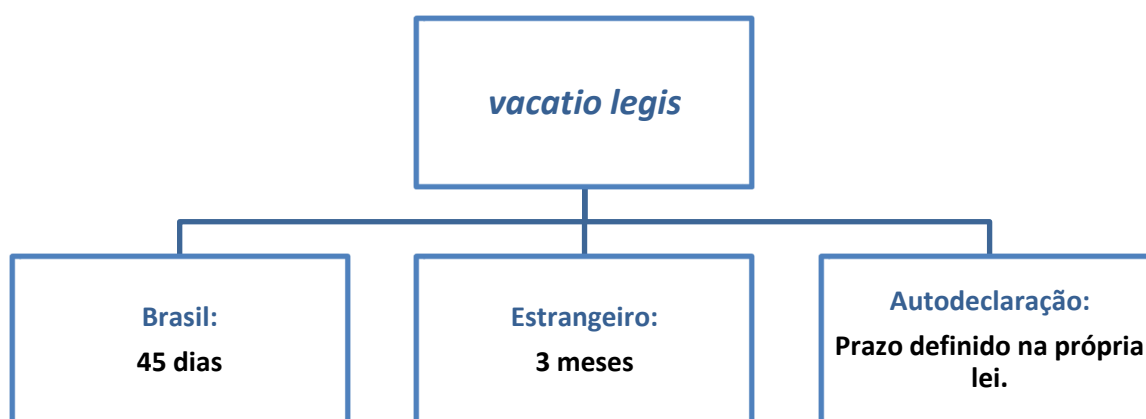 vacatio legis
Brasil:
45 dias
Estrangeiro:
3 meses
Autodeclaração:
Prazo definido na própria
lei.